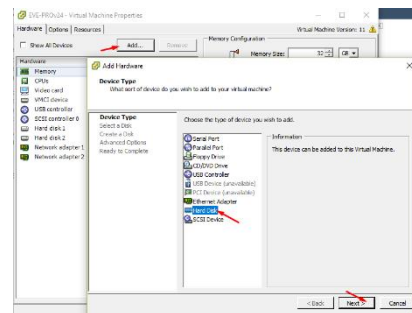 EVE-PROv24 - Virtual Machine Properties
Hardware Options Resources
Virtual Machine Version: 11
Show All Devices
Add...
Remove
Memory Configuration
Memory Size: 32 GB
Hardware
Memory
CPUs
Video card
VMCI device
USB controller
SCSI controller 0
Hard disk 1
Hard disk 2
Network adapter 1
Network adapter 2
Add Hardware
Device Type
What sort of device do you wish to add to your virtual machine?
Device Type
Select a Disk
Create a Disk
Advanced Options
Ready to Complete
Choose the type of device you wish to add.
Serial Port
Parallel Port
Floppy Drive
CD/DVD Drive
USB Controller
USB Device (unavailable)
PCI Device (unavailable)
Ethernet Adapter
Hard Disk
SCSI Device
Information
This device can be added to this Virtual Machine.
< Back
Next >
Cancel